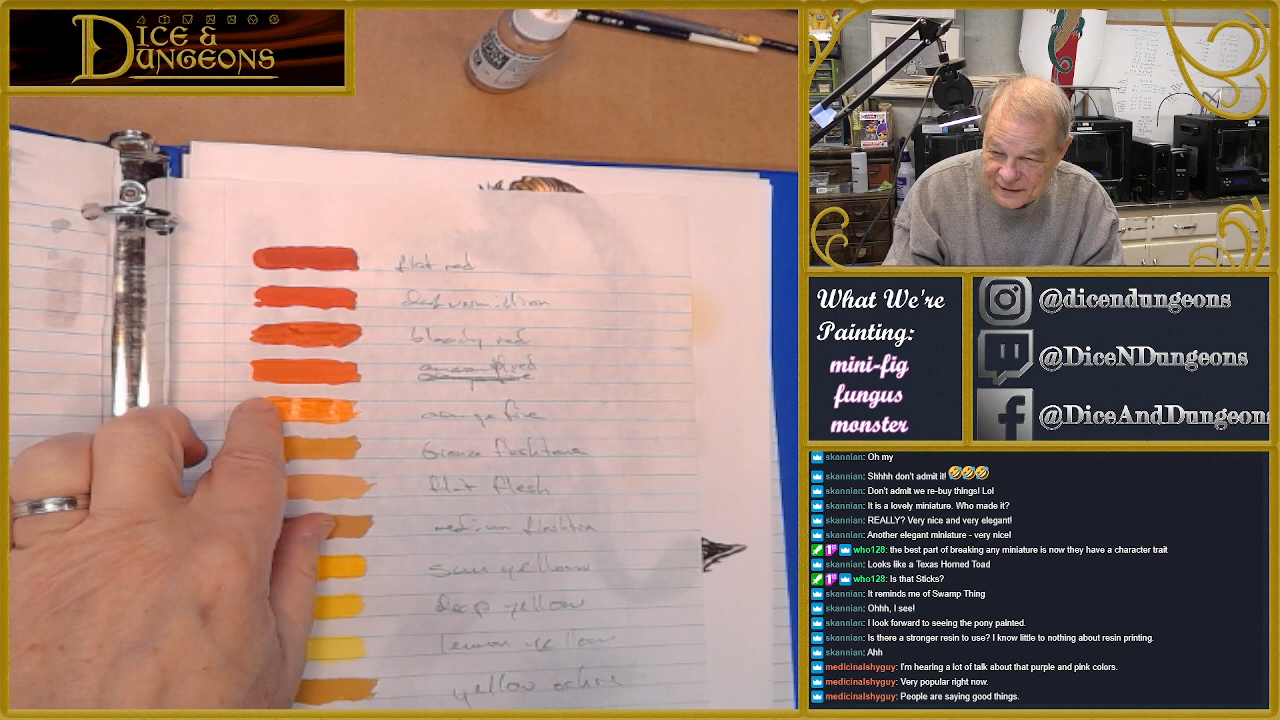 DICE &
DUNGEONS
flat red
bloody red
orange fire
bronze fleshtone
flat flesh
medium fleshtone
sun yellow
deep yellow
lemon yellow
yellow ochre
What We're
Painting:
mini-fig
fungus
monster
@dicendungeons
@DiceNDungeons
@DiceAndDungeons
skannian: Oh my
skannian: Shhhh don't admit it! 🤣🤣🤣
skannian: Don't admit we re-buy things! Lol
skannian: It is a lovely miniature. Who made it?
skannian: REALLY? Very nice and very elegant!
skannian: Another elegant miniature - very nice!
who128: the best part of breaking any miniature is now they have a character trait
skannian: Looks like a Texas Horned Toad
who128: Is that Sticks?
skannian: It reminds me of Swamp Thing
skannian: Ohhh, I see!
skannian: I look forward to seeing the pony painted.
skannian: Is there a stronger resin to use? I know little to nothing about resin printing.
skannian: Ahh
medicinalshyguy: I'm hearing a lot of talk about that purple and pink colors.
medicinalshyguy: Very popular right now.
medicinalshyguy: People are saying good things.